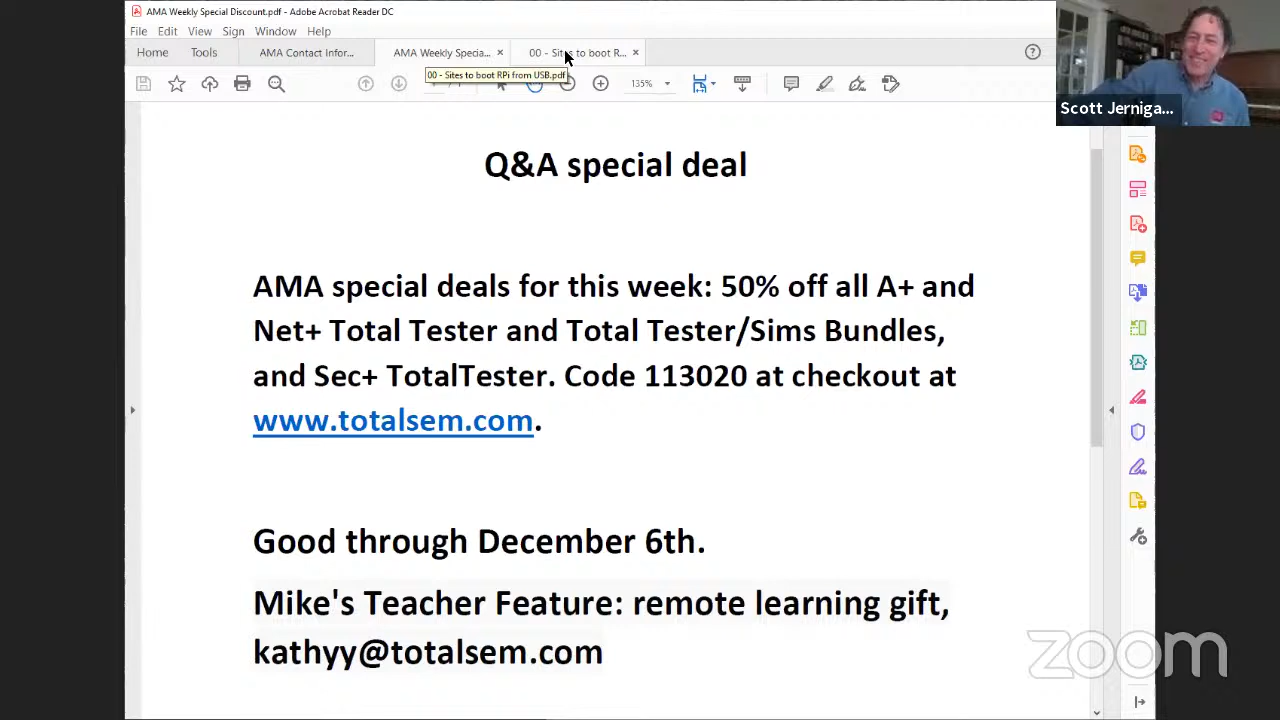 AMA Weekly Special Discount.pdf - Adobe Acrobat Reader DC
File Edit View Sign Window Help
Home Tools AMA Contact Infor... AMA Weekly Specia... × 00 - Sites to boot R... ×
00 - Sites to boot RPi from USB.pdf
135%
Scott Jerniga...
Q&A special deal
AMA special deals for this week: 50% off all A+ and
Net+ Total Tester and Total Tester/Sims Bundles,
and Sec+ TotalTester. Code 113020 at checkout at
www.totalsem.com.
Good through December 6th.
Mike's Teacher Feature: remote learning gift,
kathyy@totalsem.com
zoom